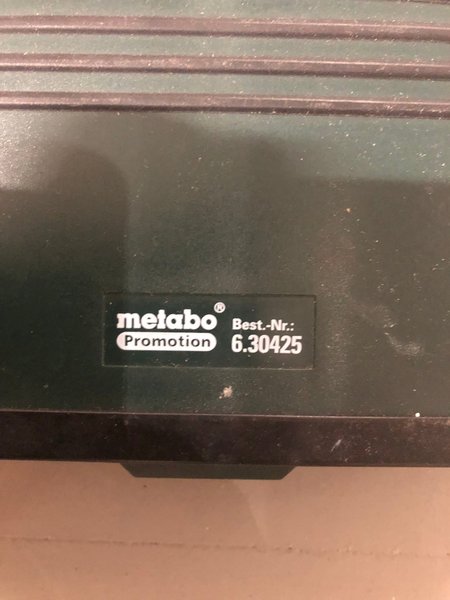 metabo®
Promotion
Best.-Nr.:
6.30425